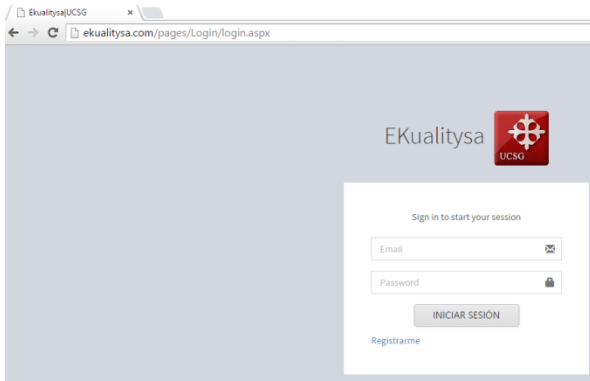 Ekualitysa|UCSG
ekualitysa.com/pages/Login/login.aspx
EKualitysa
UCSG
Sign in to start your session
Email
Password
INICIAR SESIÓN
Registrarme